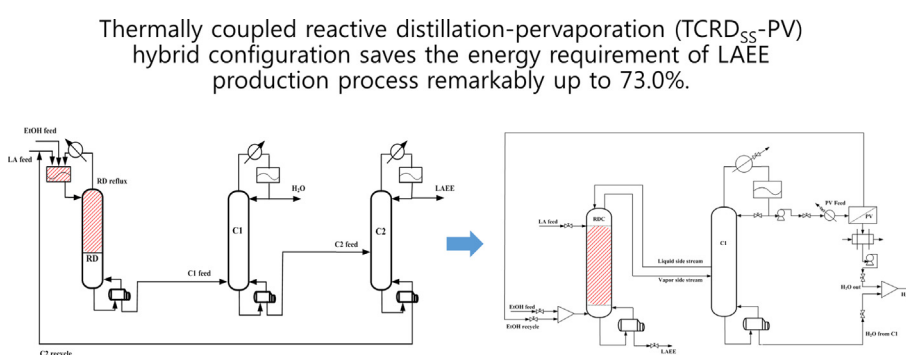 Thermally coupled reactive distillation-pervaporation (TCRDSS-PV)
hybrid configuration saves the energy requirement of LAEE
production process remarkably up to 73.0%.
EtOH feed
LA feed
RD reflux
RD
C1 feed
C1
H2O
C2 feed
C2
LAEE
C2 recycle
LA feed
RDC
EtOH feed
EtOH recycle
LAEE
Liquid side stream
Vapor side stream
C1
PV Feed
PV
H2O out
H2O from C1